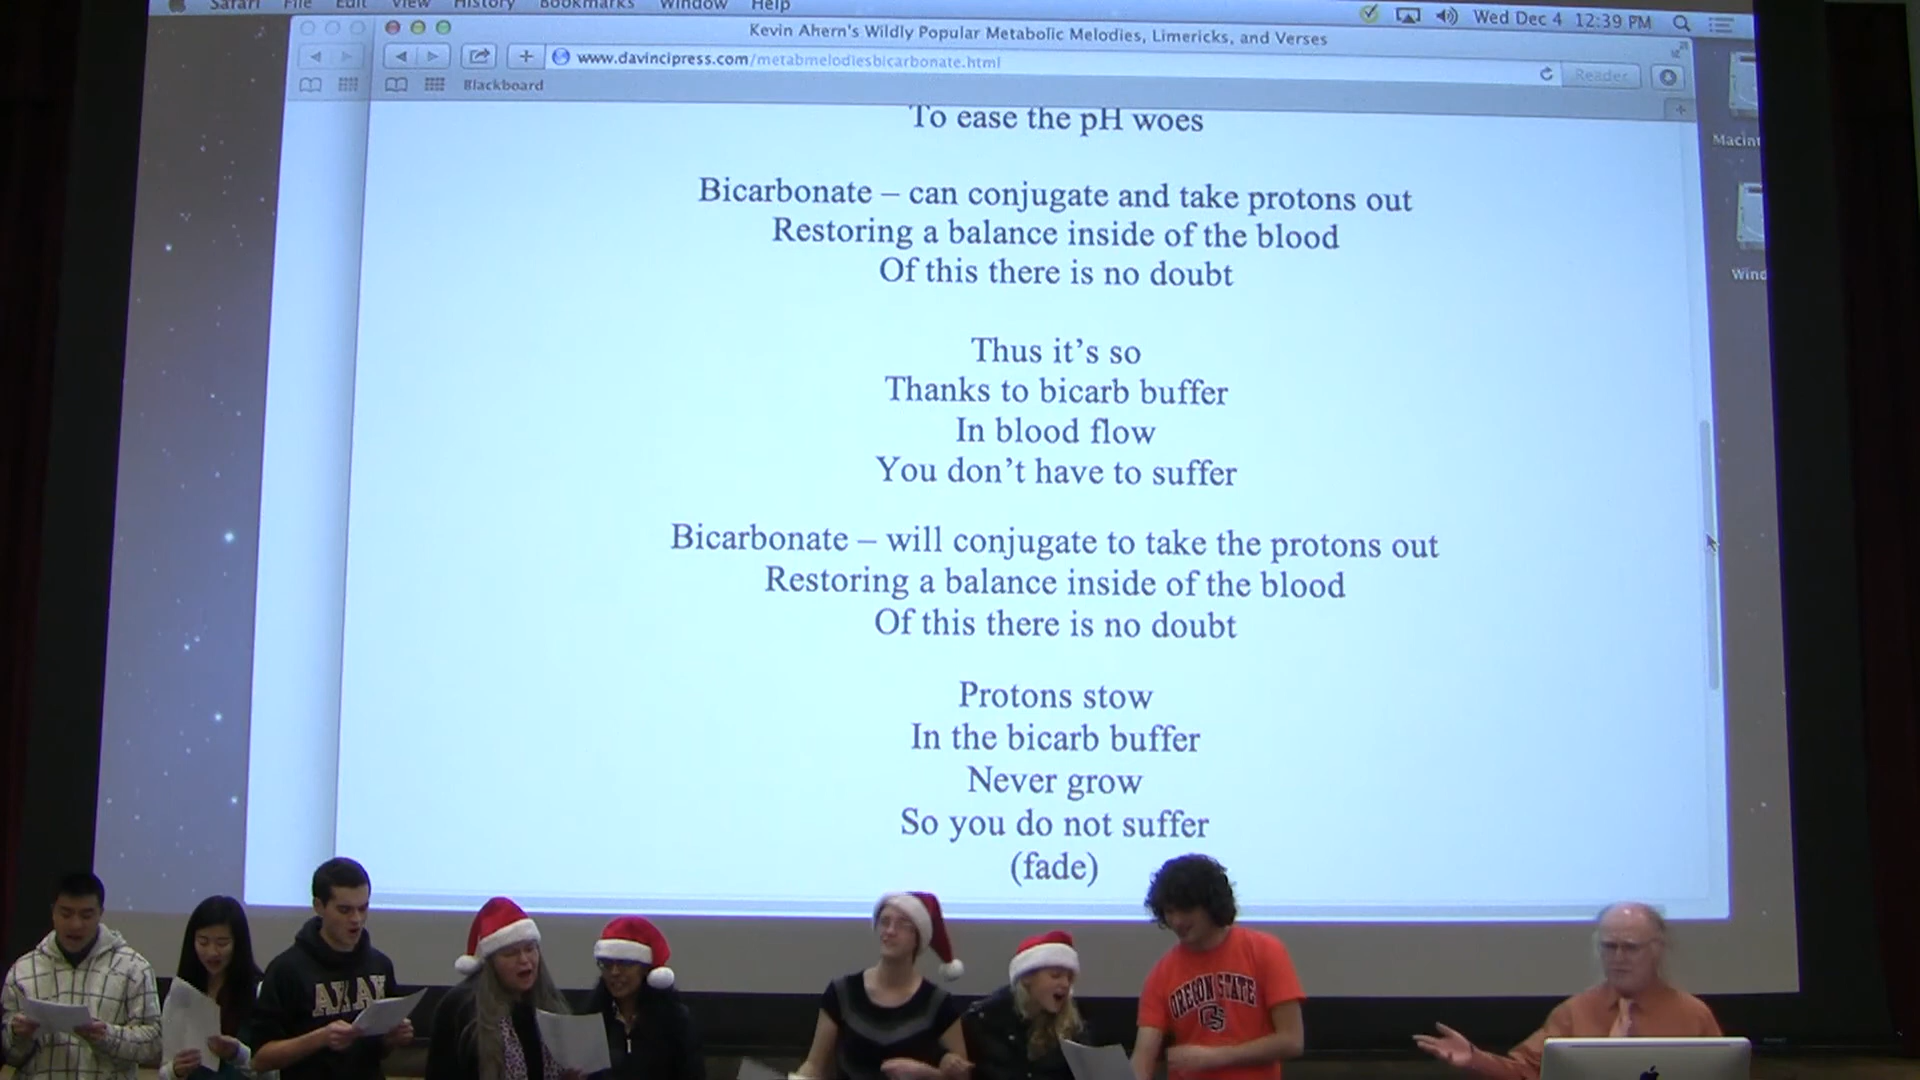 Safari File Edit View History Bookmarks Window Help
Wed Dec 4 12:39 PM
Kevin Ahern's Wildly Popular Metabolic Melodies, Limericks, and Verses
www.davincipress.com/metabmelodiesbicarbonate.html
Reader
Blackboard
To ease the pH woes
Bicarbonate – can conjugate and take protons out
Restoring a balance inside of the blood
Of this there is no doubt
Thus it's so
Thanks to bicarb buffer
In blood flow
You don't have to suffer
Bicarbonate – will conjugate to take the protons out
Restoring a balance inside of the blood
Of this there is no doubt
Protons stow
In the bicarb buffer
Never grow
So you do not suffer
(fade)
Macint
Wind
OREGON STATE
OS